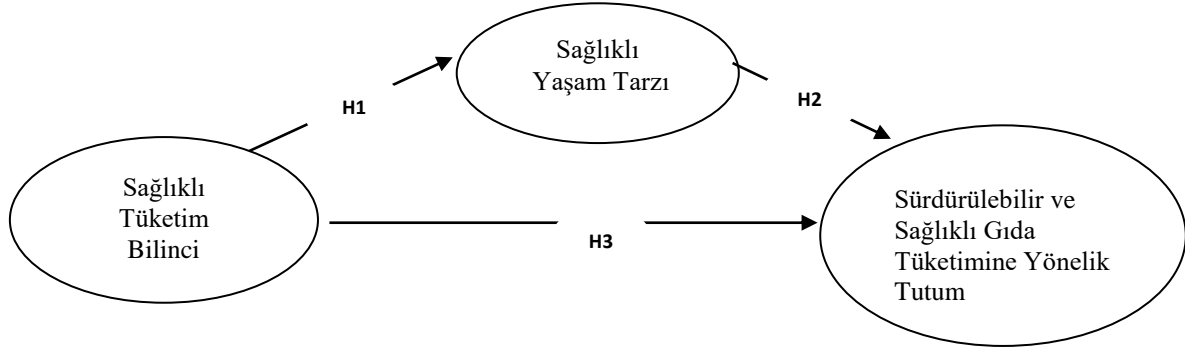 Sağlıklı
Yaşam Tarzı
H1
H2
Sağlıklı
Tüketim
Bilinci
H3
Sürdürülebilir ve
Sağlıklı Gıda
Tüketimine Yönelik
Tutum